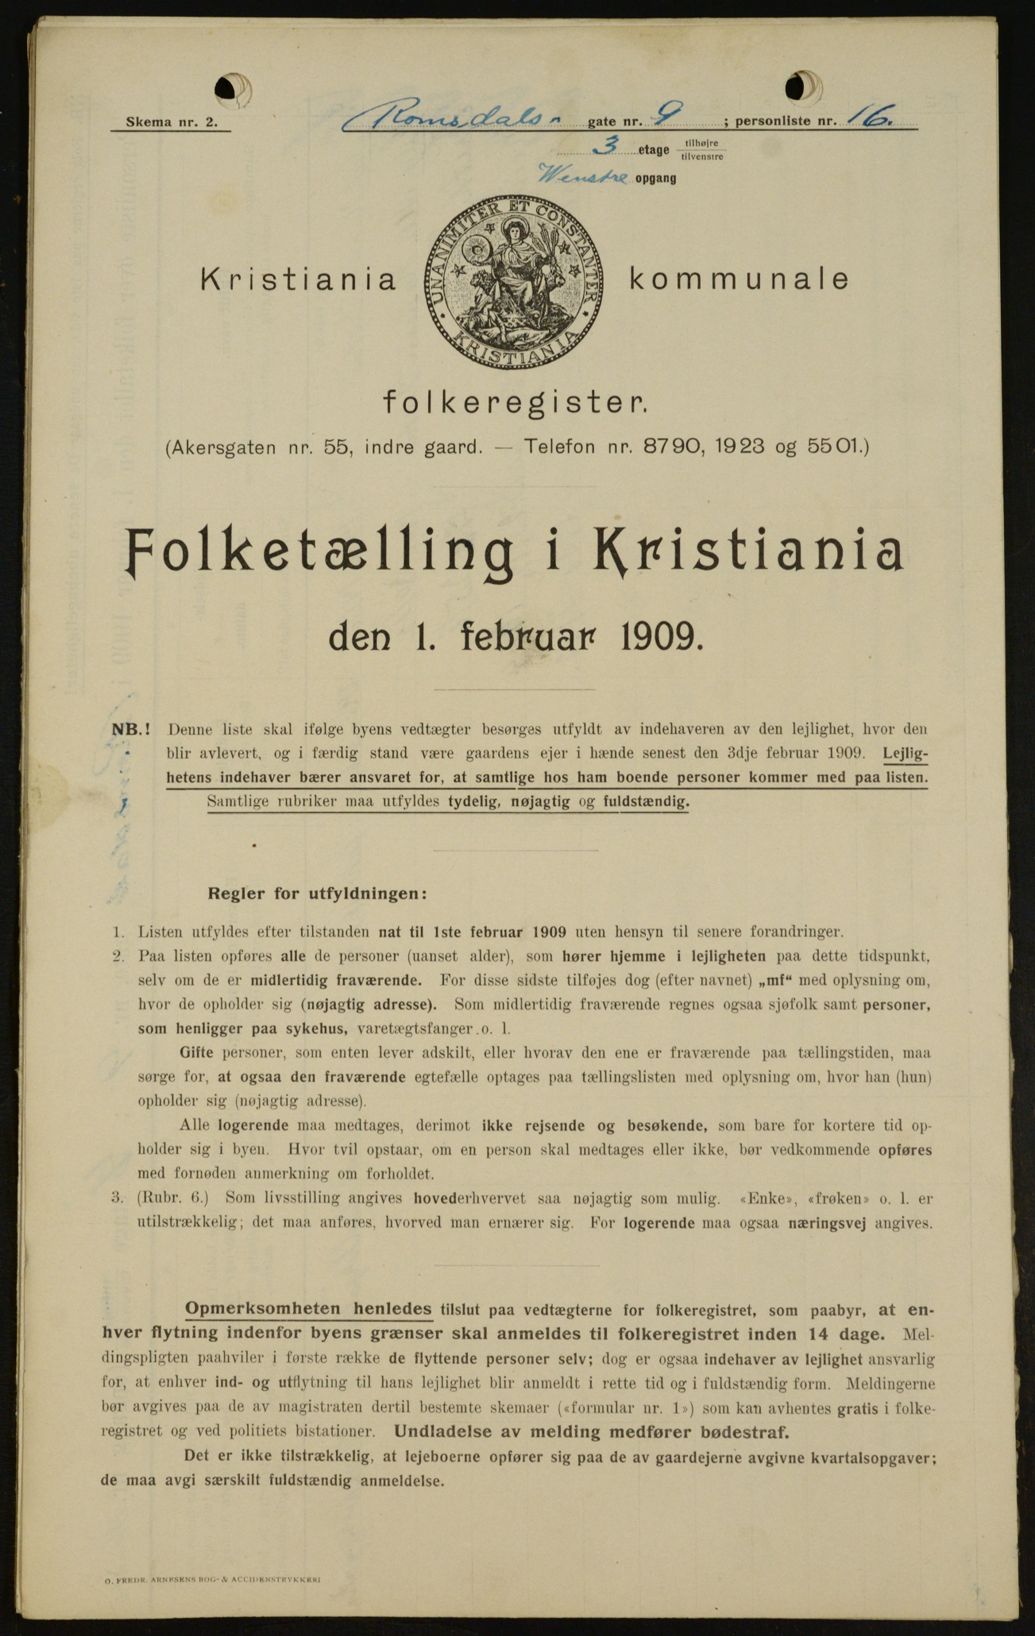 Skema nr. 2.
Romsdals- gate nr. 9 ; personliste nr. 16.
3 etage tilhøjre
tilvenstre
Wenstre opgang
UNANIMITER ET CONSTANTER
KRISTIANIA
Kristiania kommunale
folkeregister.
(Akersgaten nr. 55, indre gaard. — Telefon nr. 8790, 1923 og 5501.)
Folketælling i Kristiania
den 1. februar 1909.
NB.! Denne liste skal ifølge byens vedtægter besørges utfyldt av indehaveren av den lejlighet, hvor den
blir avlevert, og i færdig stand være gaardens ejer i hænde senest den 3dje februar 1909. Lejlig-
hetens indehaver bærer ansvaret for, at samtlige hos ham boende personer kommer med paa listen.
Samtlige rubriker maa utfyldes tydelig, nøjagtig og fuldstændig.
Regler for utfyldningen:
1. Listen utfyldes efter tilstanden nat til 1ste februar 1909 uten hensyn til senere forandringer.
2. Paa listen opføres alle de personer (uanset alder), som hører hjemme i lejligheten paa dette tidspunkt,
selv om de er midlertidig fraværende. For disse sidste tilføjes dog (efter navnet) „mf“ med oplysning om,
hvor de opholder sig (nøjagtig adresse). Som midlertidig fraværende regnes ogsaa sjøfolk samt personer,
som henligger paa sykehus, varetægtsfanger o. l.
Gifte personer, som enten lever adskilt, eller hvorav den ene er fraværende paa tællingstiden, maa
sørge for, at ogsaa den fraværende egtefælle optages paa tællingslisten med oplysning om, hvor han (hun)
opholder sig (nøjagtig adresse).
Alle logerende maa medtages, derimot ikke rejsende og besøkende, som bare for kortere tid op-
holder sig i byen. Hvor tvil opstaar, om en person skal medtages eller ikke, bør vedkommende opføres
med fornøden anmerkning om forholdet.
3. (Rubr. 6.) Som livsstilling angives hovederhvervet saa nøjagtig som mulig. «Enke», «frøken» o. l. er
utilstrækkelig; det maa anføres, hvorved man ernærer sig. For logerende maa ogsaa næringsvej angives.
Opmerksomheten henledes tilslut paa vedtægterne for folkeregistret, som paabyr, at en-
hver flytning indenfor byens grænser skal anmeldes til folkeregistret inden 14 dage. Mel-
dingspligten paahviler i første række de flyttende personer selv; dog er ogsaa indehaver av lejlighet ansvarlig
for, at enhver ind- og utflytning til hans lejlighet blir anmeldt i rette tid og i fuldstændig form. Meldingerne
bør avgives paa de av magistraten dertil bestemte skemaer («formular nr. 1») som kan avhentes gratis i folke-
registret og ved politiets bistationer. Undladelse av melding medfører bødestraf.
Det er ikke tilstrækkelig, at lejeboerne opfører sig paa de av gaardejerne avgivne kvartalsopgaver;
de maa avgi særskilt fuldstændig anmeldelse.
O. FREDR. ARNESENS BOG- & ACCIDENSTRYKKERI